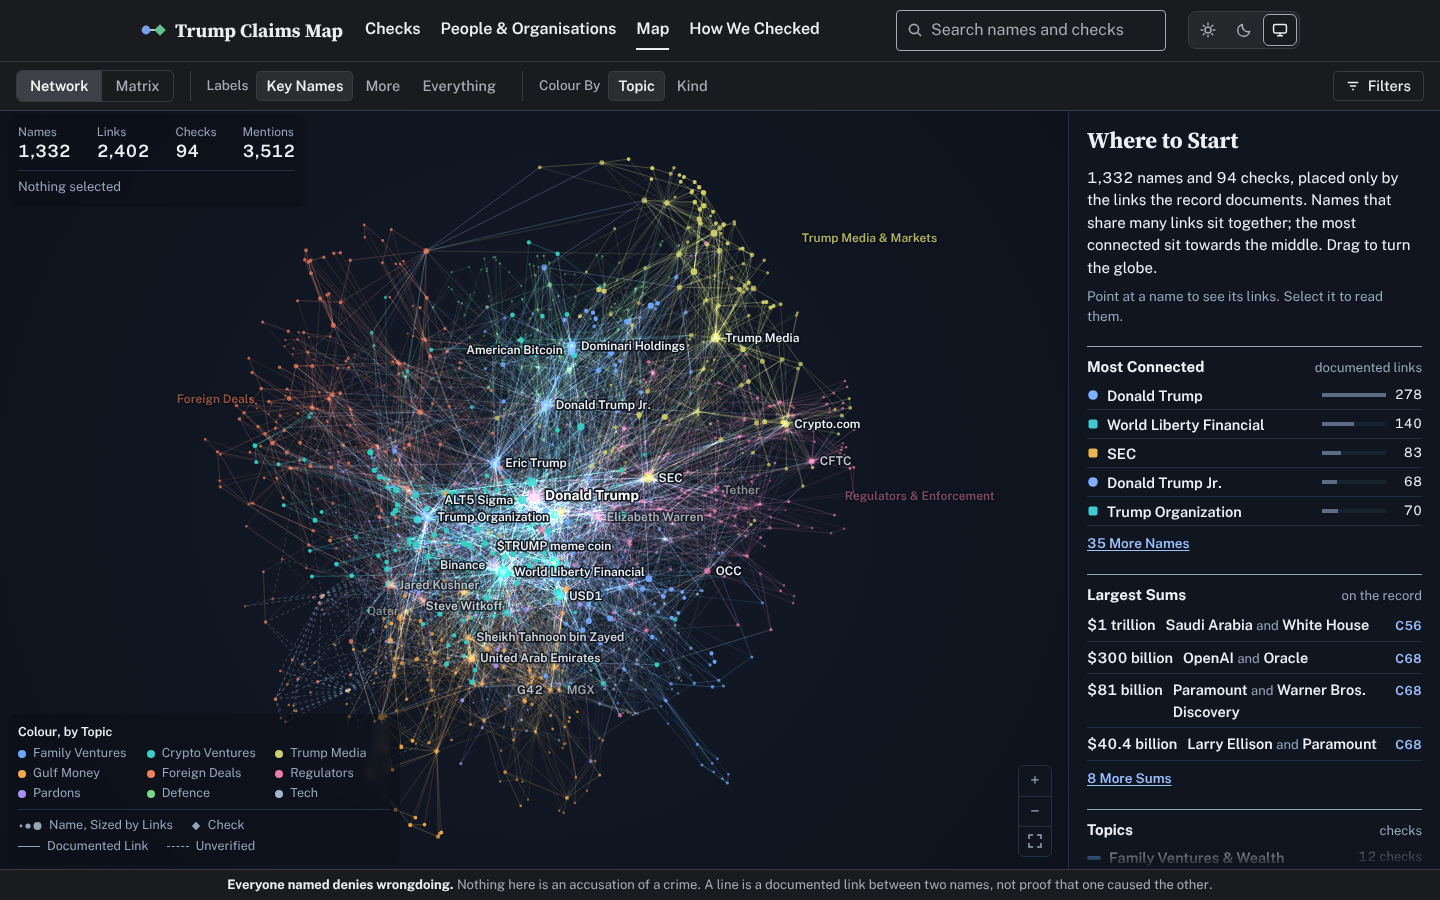 Trump Claims Map
Checks
People & Organisations
Map
How We Checked
Search names and checks
Network
Matrix
Labels
Key Names
More
Everything
Colour By
Topic
Kind
Filters
Names
Links
Checks
Mentions
1,332
2,402
94
3,512
Nothing selected
Trump Media & Markets
Trump Media
American Bitcoin
Dominari Holdings
Foreign Deals
Donald Trump Jr.
Crypto.com
Eric Trump
CFTC
SEC
Tether
ALT5 Sigma
Donald Trump
Regulators & Enforcement
Trump Organization
Elizabeth Warren
$TRUMP meme coin
Binance
World Liberty Financial
OCC
Jared Kushner
USD1
Qatar
Steve Witkoff
Sheikh Tahnoon bin Zayed
United Arab Emirates
G42
MGX
Colour, by Topic
Family Ventures
Crypto Ventures
Trump Media
Gulf Money
Foreign Deals
Regulators
Pardons
Defence
Tech
Name, Sized by Links
Check
Documented Link
Unverified
Where to Start
1,332 names and 94 checks, placed only by
the links the record documents. Names that
share many links sit together; the most
connected sit towards the middle. Drag to turn
the globe.
Point at a name to see its links. Select it to read
them.
Most Connected
documented links
Donald Trump 278
World Liberty Financial 140
SEC 83
Donald Trump Jr. 68
Trump Organization 70
35 More Names
Largest Sums
on the record
$1 trillion Saudi Arabia and White House C56
$300 billion OpenAI and Oracle C68
$81 billion Paramount and Warner Bros. C68
Discovery
$40.4 billion Larry Ellison and Paramount C68
8 More Sums
Topics
checks
Family Ventures & Wealth 12 checks
Everyone named denies wrongdoing. Nothing here is an accusation of a crime. A line is a documented link between two names, not proof that one caused the other.